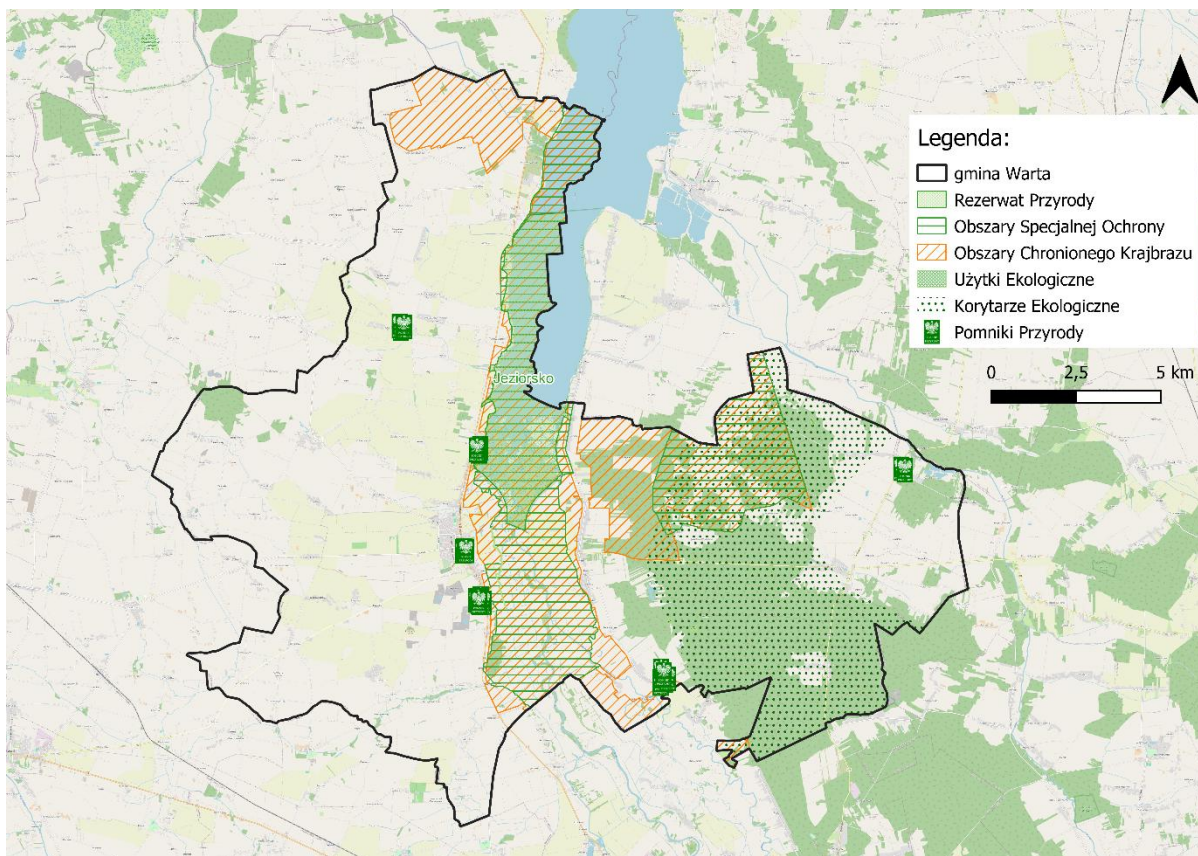 Legenda:
gmina Warta
Rezerwat Przyrody
Obszary Specjalnej Ochrony
Obszary Chronionego Krajbrazu
Użytki Ekologiczne
Korytarze Ekologiczne
Pomniki Przyrody
0 2,5 5 km
Jeziorsko